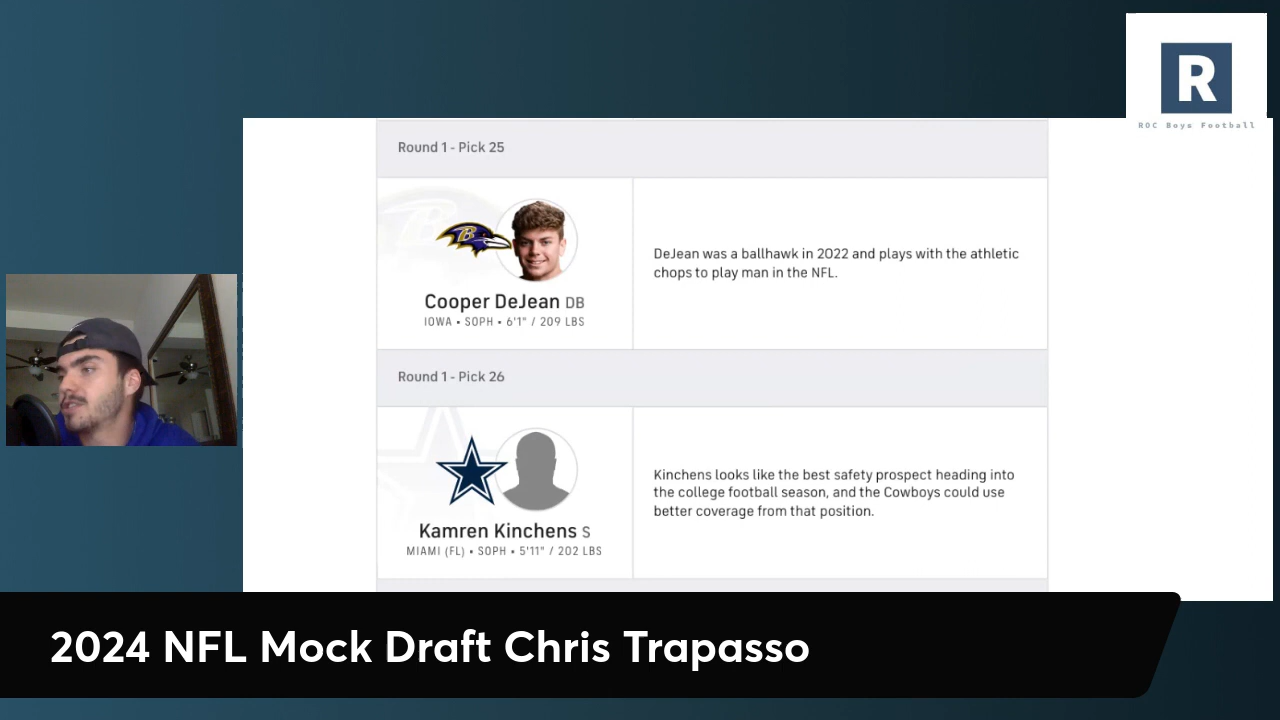 R
ROC Boys Football
Round 1 - Pick 25
B
Cooper DeJean DB
IOWA • SOPH • 6'1" / 209 LBS
DeJean was a ballhawk in 2022 and plays with the athletic
chops to play man in the NFL.
Round 1 - Pick 26
Kamren Kinchens S
MIAMI (FL) • SOPH • 5'11" / 202 LBS
Kinchens looks like the best safety prospect heading into
the college football season, and the Cowboys could use
better coverage from that position.
2024 NFL Mock Draft Chris Trapasso